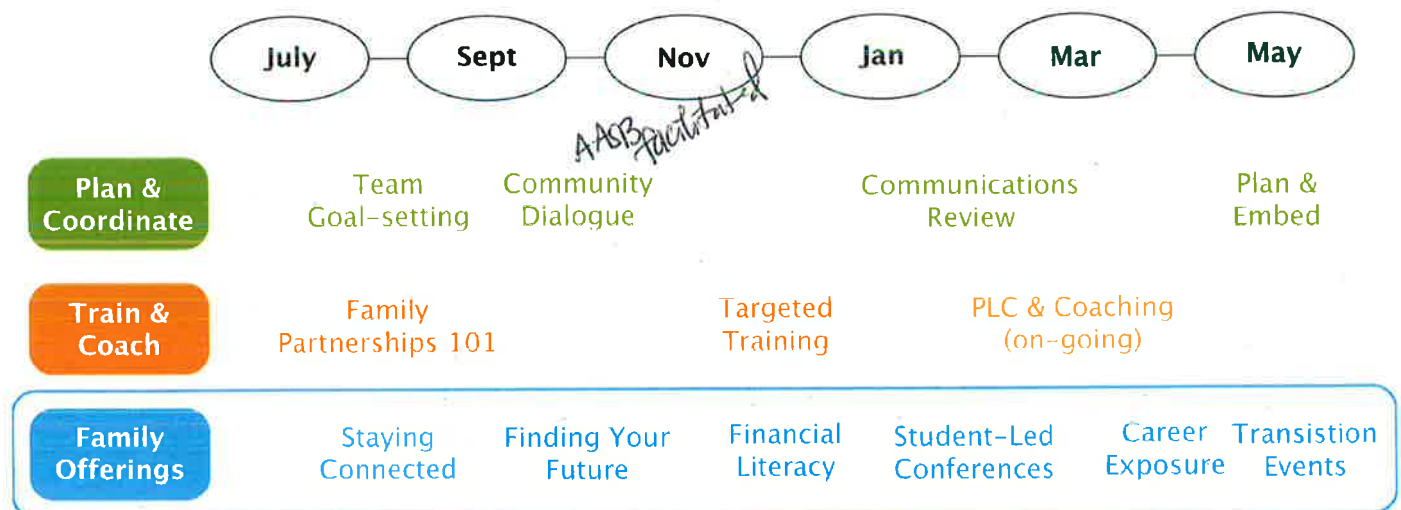 July Sept Nov Jan Mar May
AASB facilitated
Plan &
Coordinate
Team
Goal-setting
Community
Dialogue
Communications
Review
Plan &
Embed
Train &
Coach
Family
Partnerships 101
Targeted
Training
PLC & Coaching
(on-going)
Family
Offerings
Staying
Connected
Finding Your
Future
Financial
Literacy
Student-Led
Conferences
Career
Exposure
Transistion
Events